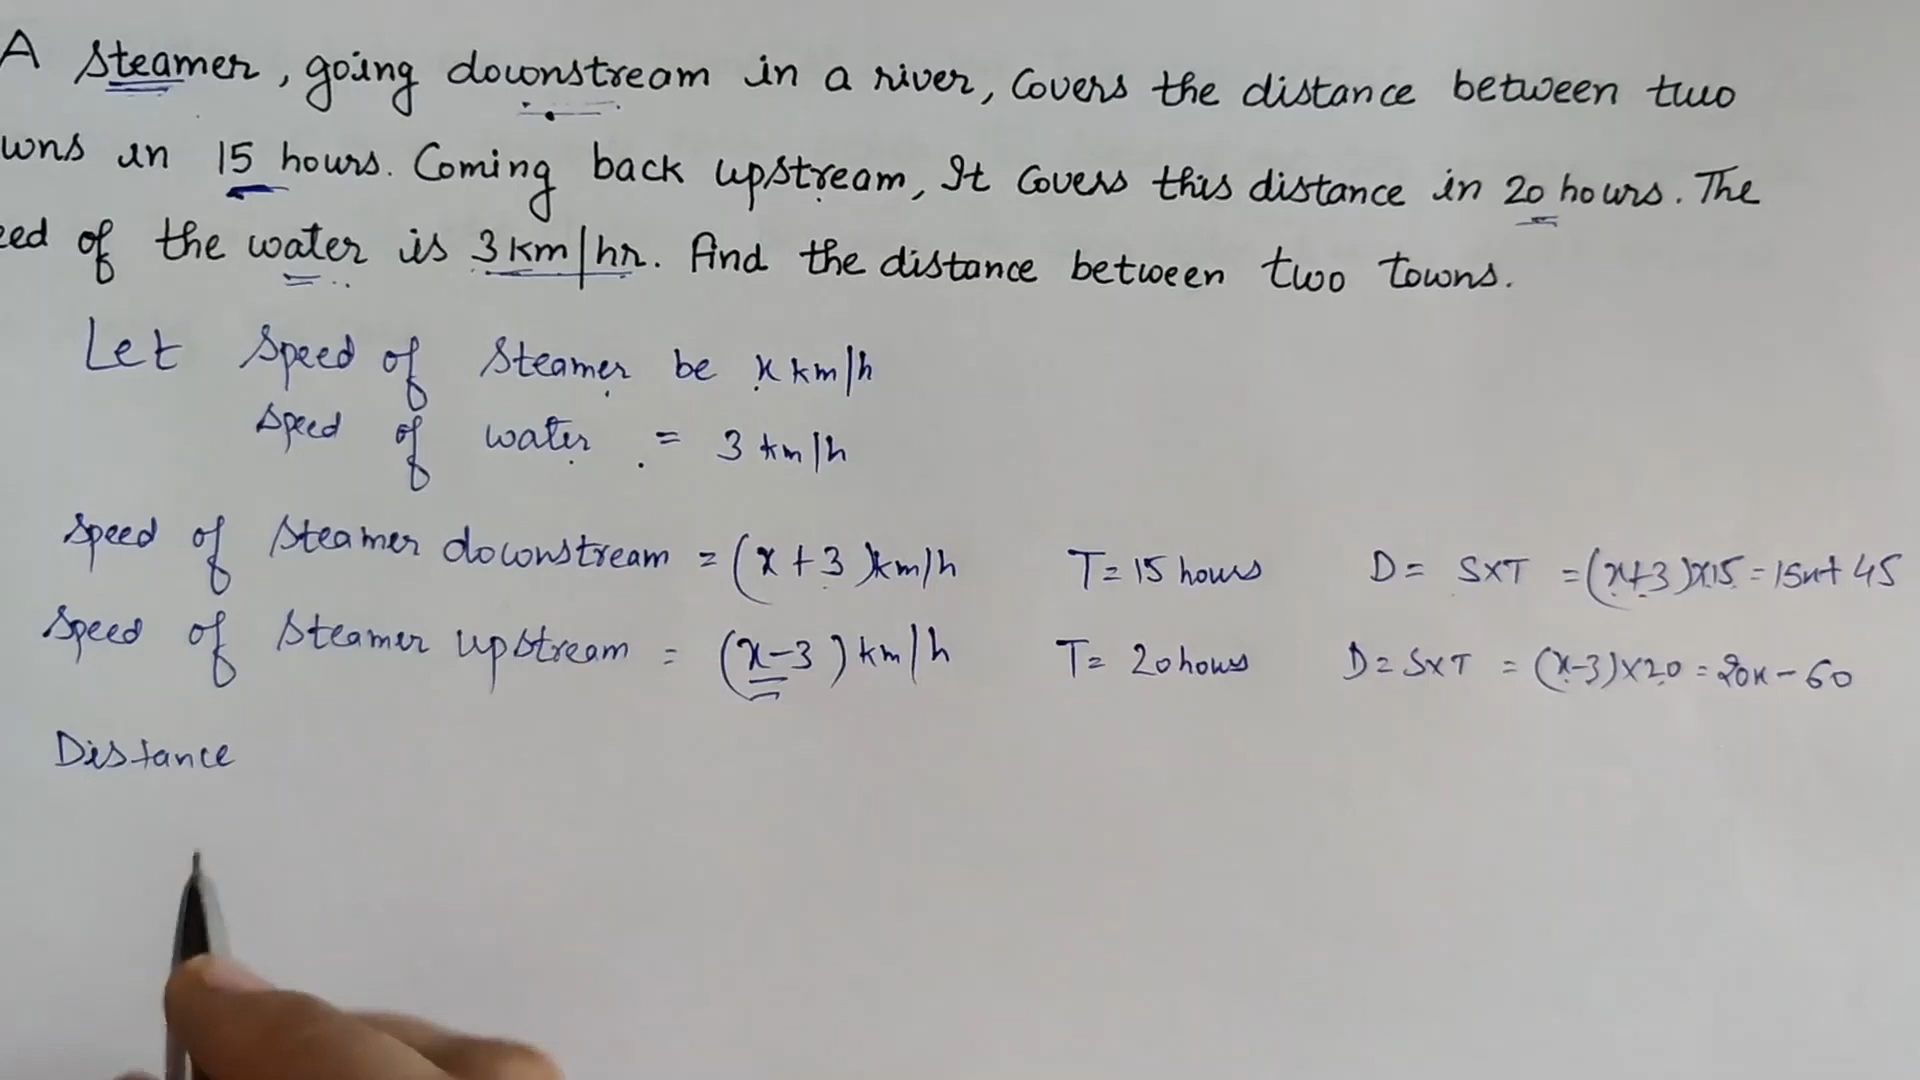 A steamer, going downstream in a river, Covers the distance between two
wns in 15 hours. Coming back upstream, It Covers this distance in 20 hours. The
eed of the water is 3 km/hr. Find the distance between two towns.
Let Speed of Steamer be x km/h
Speed of water = 3 km/h
Speed of steamer downstream = (x + 3)km/h T= 15 hours D = S×T = (x+3)×15 = 15x + 45
Speed of steamer upstream = (x-3) km/h T= 20 hours D = S×T = (x-3)×20 = 20x - 60
Distance